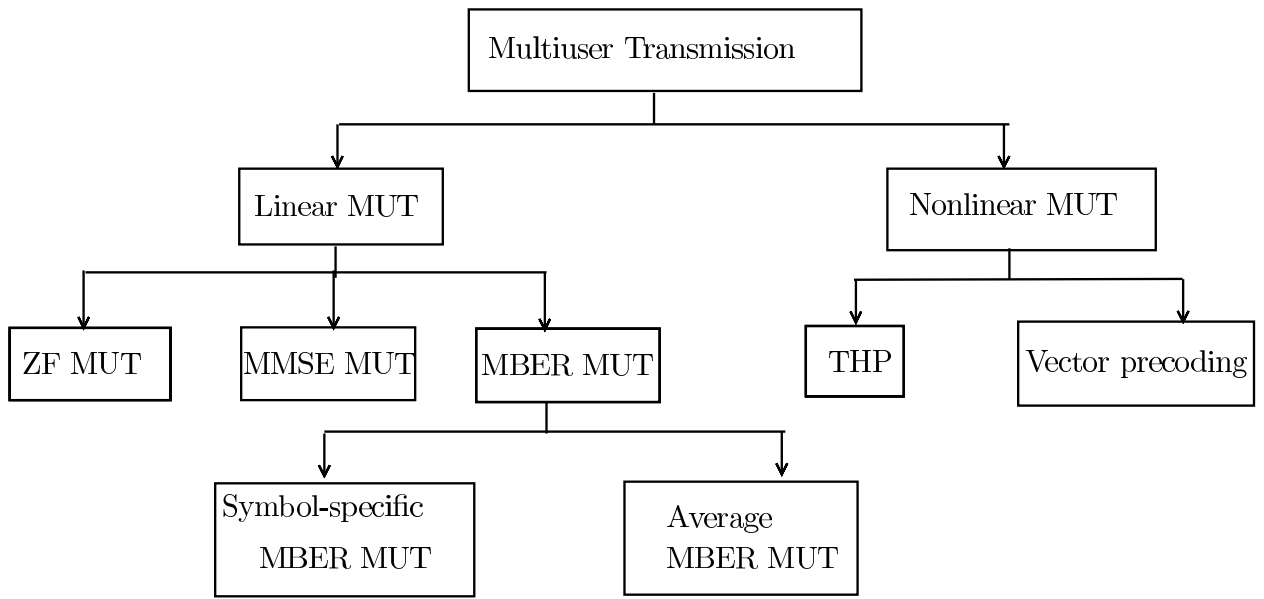 Multiuser Transmission
Linear MUT
Nonlinear MUT
ZF MUT
MMSE MUT
MBER MUT
THP
Vector precoding
Symbol-specific
MBER MUT
Average
MBER MUT